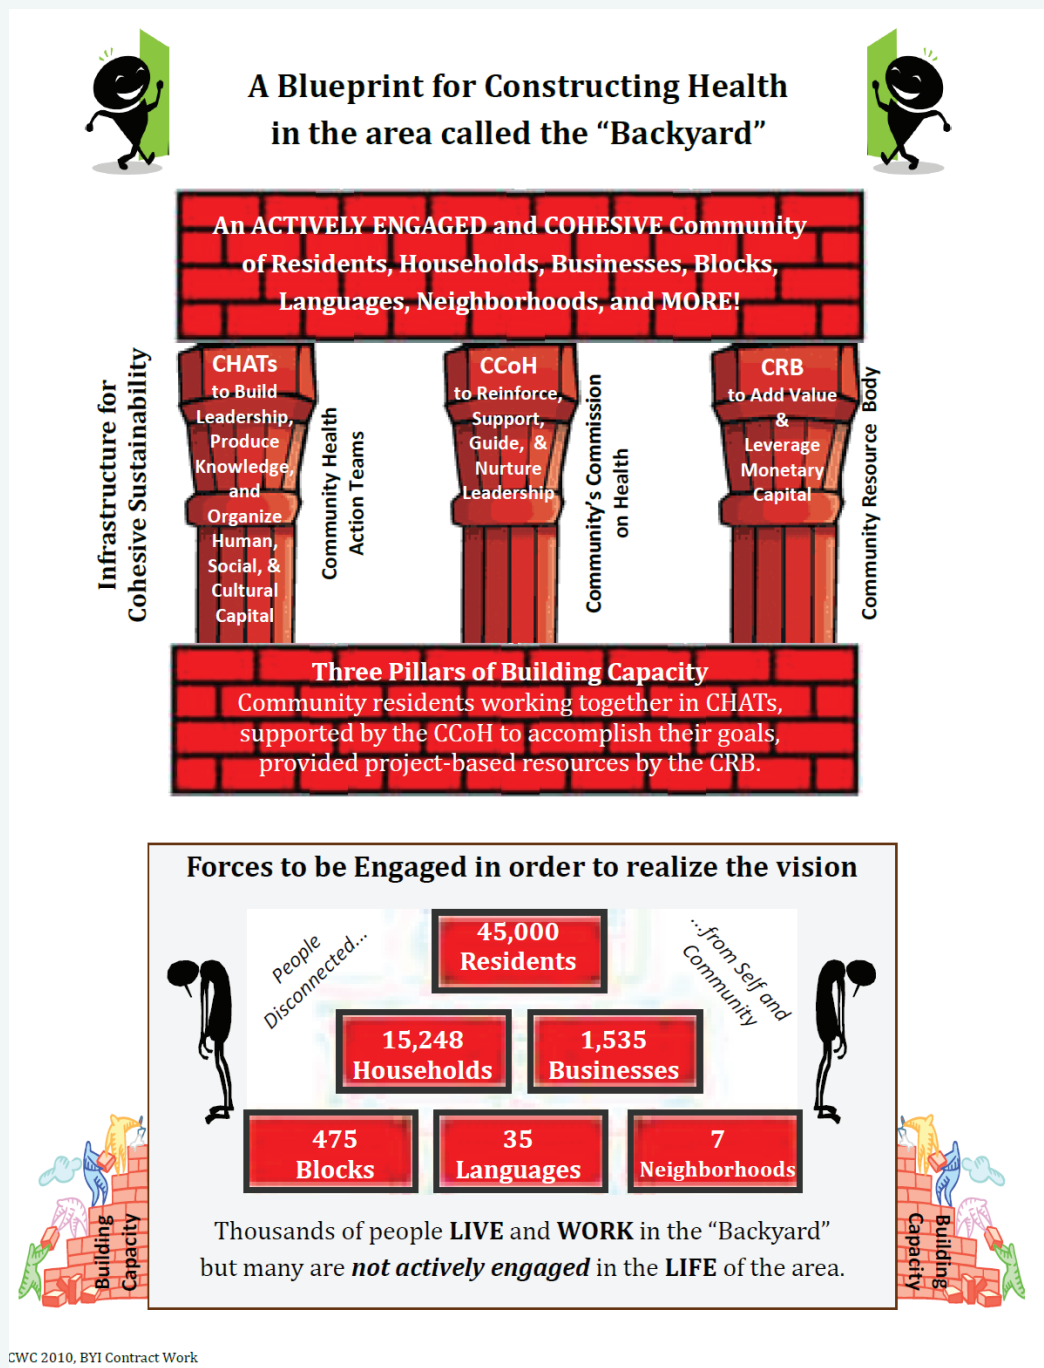 A Blueprint for Constructing Health
in the area called the “Backyard”
An ACTIVELY ENGAGED and COHESIVE Community
of Residents, Households, Businesses, Blocks,
Languages, Neighborhoods, and MORE!
Infrastructure for
Cohesive Sustainability
CHATs
to Build
Leadership,
Produce
Knowledge,
and
Organize
Human,
Social, &
Cultural
Capital
Community Health
Action Teams
CCoH
to Reinforce,
Support,
Guide, &
Nurture
Leadership
Community’s Commission
on Health
CRB
to Add Value
&
Leverage
Monetary
Capital
Community Resource Body
Three Pillars of Building Capacity
Community residents working together in CHATs,
supported by the CCoH to accomplish their goals,
provided project-based resources by the CRB.
Forces to be Engaged in order to realize the vision
People
Disconnected...
...from Self and
Community
45,000
Residents
15,248
Households
1,535
Businesses
475
Blocks
35
Languages
7
Neighborhoods
Building
Capacity
Building
Capacity
Thousands of people LIVE and WORK in the “Backyard”
but many are not actively engaged in the LIFE of the area.
CWC 2010, BYI Contract Work